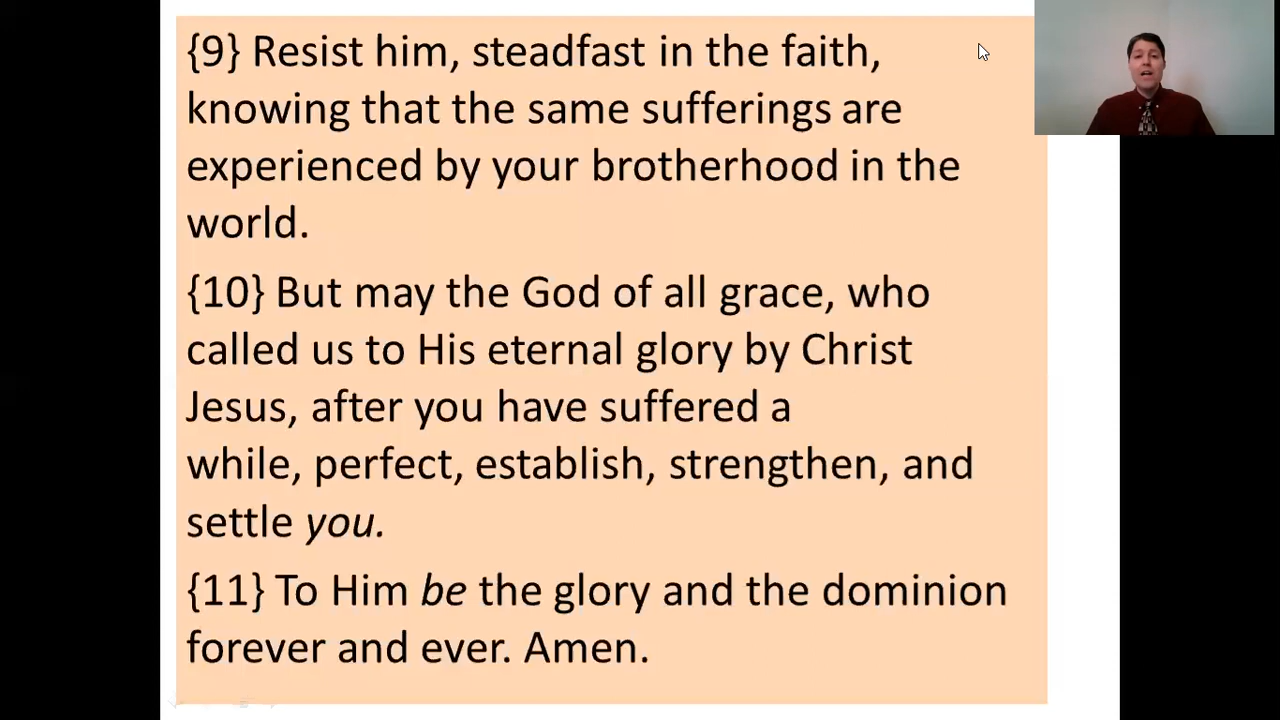 {9} Resist him, steadfast in the faith,
knowing that the same sufferings are
experienced by your brotherhood in the
world.
{10} But may the God of all grace, who
called us to His eternal glory by Christ
Jesus, after you have suffered a
while, perfect, establish, strengthen, and
settle you.
{11} To Him be the glory and the dominion
forever and ever. Amen.